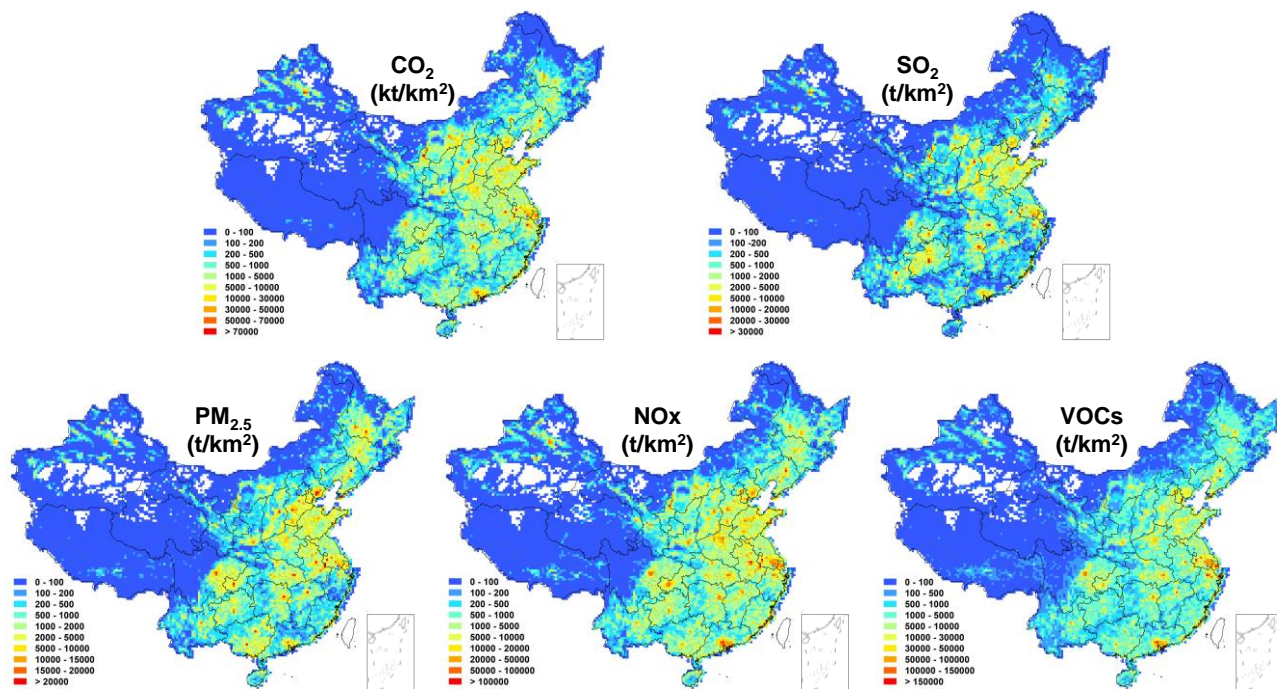 CO₂
(kt/km²)
0 - 100
100 - 200
200 - 500
500 - 1000
1000 - 5000
5000 - 10000
10000 - 30000
30000 - 50000
50000 - 70000
> 70000
SO₂
(t/km²)
0 - 100
100 -200
200 - 500
500 - 1000
1000 - 2000
2000 - 5000
5000 - 10000
10000 - 20000
20000 - 30000
> 30000
PM₂.₅
(t/km²)
0 - 100
100 - 200
200 - 500
500 - 1000
1000 - 2000
2000 - 5000
5000 - 10000
10000 - 15000
15000 - 20000
> 20000
NOx
(t/km²)
0 - 100
100 - 200
200 - 500
500 - 1000
1000 - 5000
5000 - 10000
10000 - 20000
20000 - 50000
50000 - 100000
> 100000
VOCs
(t/km²)
0 - 100
100 - 500
500 - 1000
1000 - 5000
5000 - 10000
10000 - 30000
30000 - 50000
50000 - 100000
100000 - 150000
> 150000